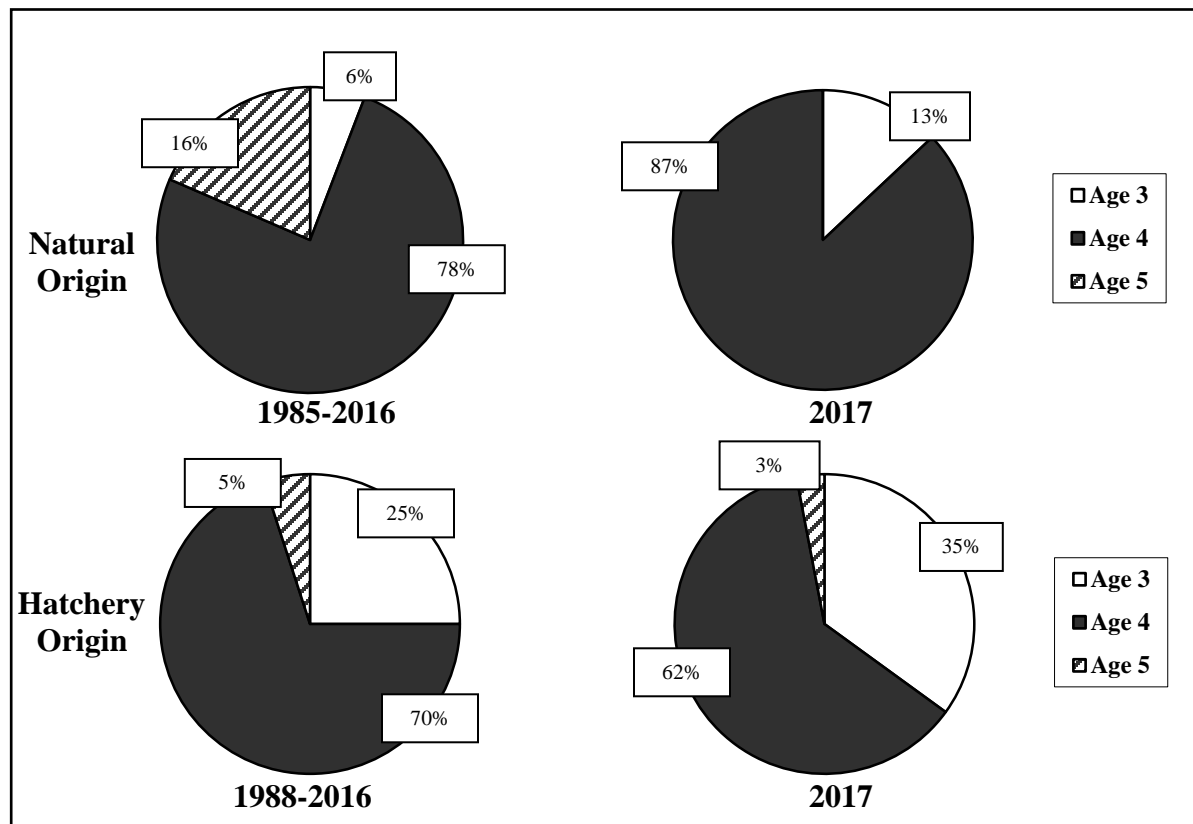 6%
16%
78%
Natural
Origin
1985-2016
13%
87%
2017
Age 3
Age 4
Age 5
5%
25%
70%
Hatchery
Origin
1988-2016
3%
35%
62%
2017
Age 3
Age 4
Age 5